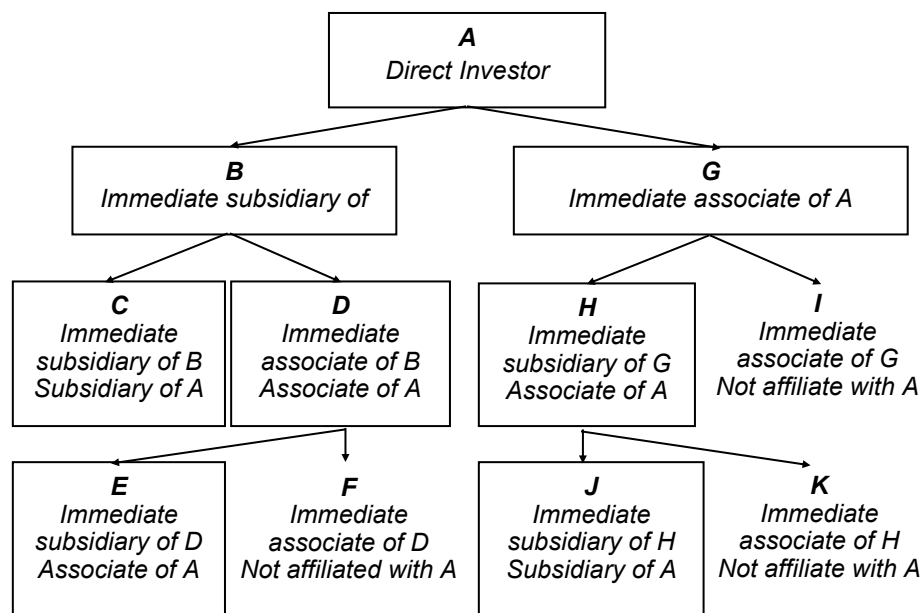 A
Direct Investor
B
Immediate subsidiary of
G
Immediate associate of A
C
Immediate
subsidiary of B
Subsidiary of A
D
Immediate
associate of B
Associate of A
H
Immediate
subsidiary of G
Associate of A
I
Immediate
associate of G
Not affiliate with A
E
Immediate
subsidiary of D
Associate of A
F
Immediate
associate of D
Not affiliated with A
J
Immediate
subsidiary of H
Subsidiary of A
K
Immediate
associate of H
Not affiliate with A